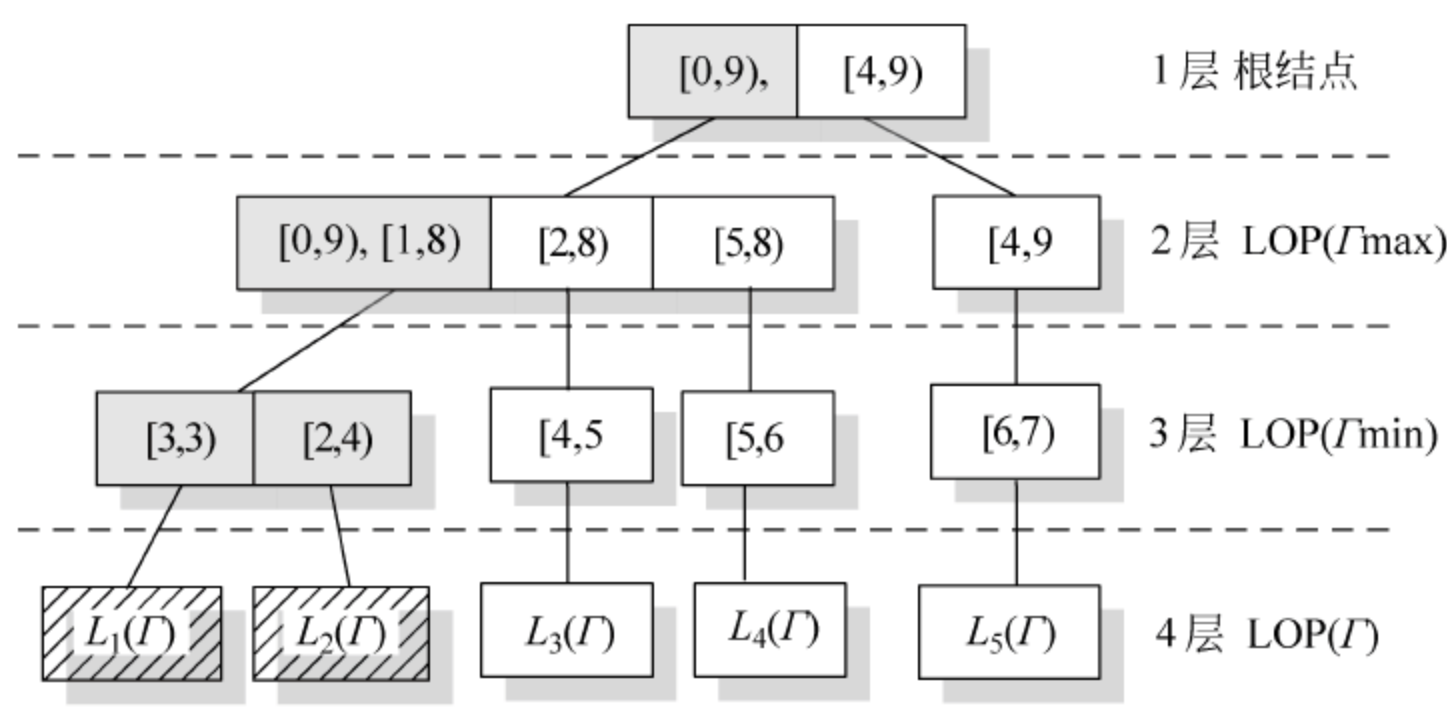 [0,9), [4,9) 1层 根结点
[0,9), [1,8) [2,8) [5,8) [4,9 2层 LOP(Γmax)
[3,3) [2,4) [4,5 [5,6 [6,7) 3层 LOP(Γmin)
L₁(Γ) L₂(Γ) L₃(Γ) L₄(Γ) L₅(Γ) 4层 LOP(Γ)